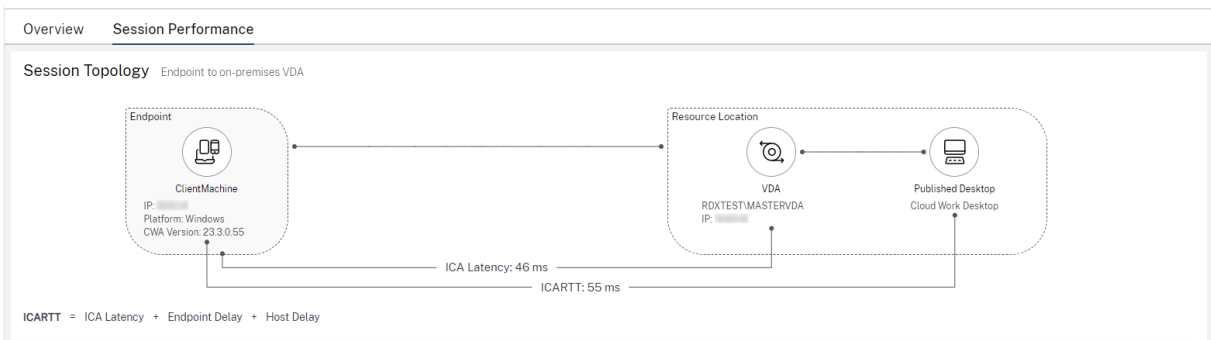 Overview Session Performance
Session Topology Endpoint to on-premises VDA
Endpoint
ClientMachine
IP:
Platform: Windows
CWA Version: 23.3.0.55
Resource Location
VDA
RDXTEST\MASTERVDA
IP:
Published Desktop
Cloud Work Desktop
ICA Latency: 46 ms
ICARTT: 55 ms
ICARTT = ICA Latency + Endpoint Delay + Host Delay